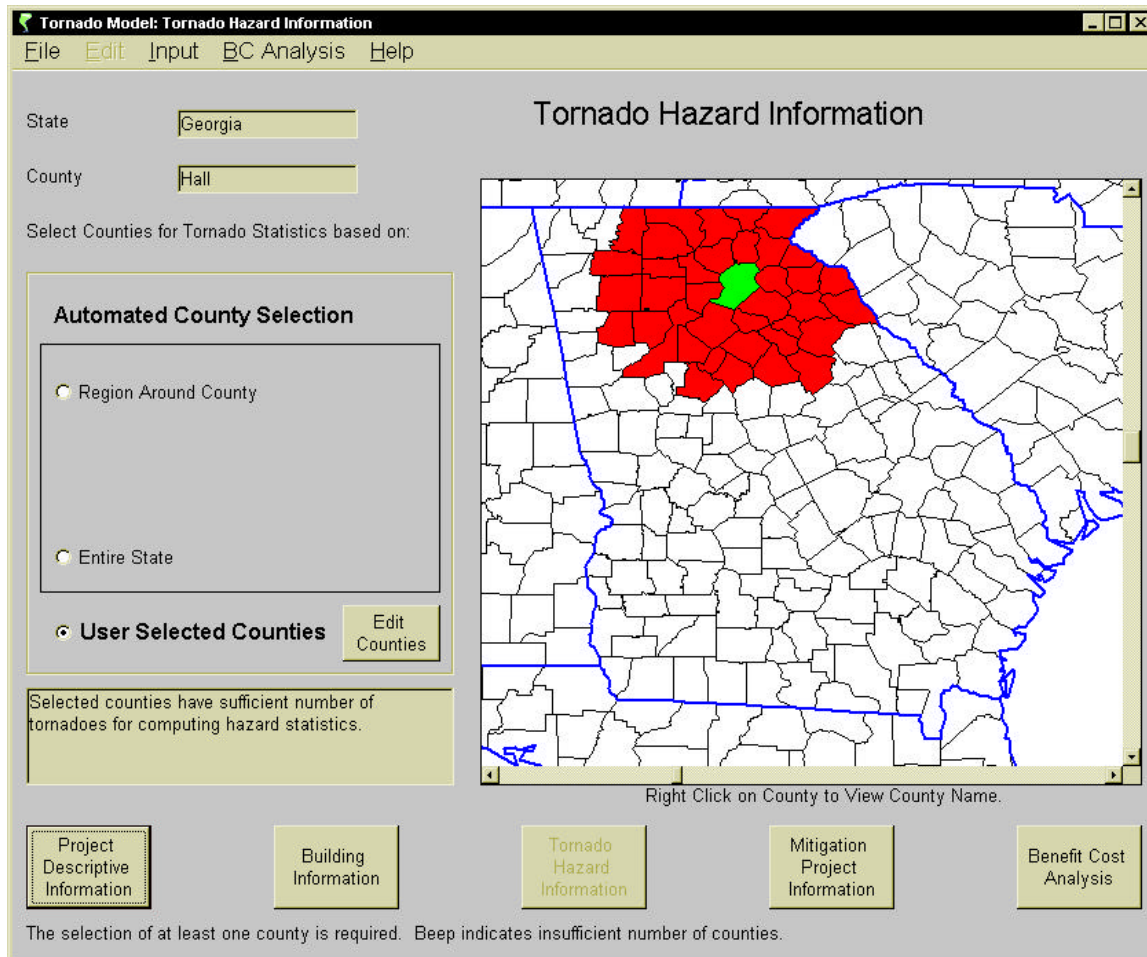 Tornado Model: Tornado Hazard Information
File Edit Input BC Analysis Help
State
Georgia
County
Hall
Select Counties for Tornado Statistics based on:
Automated County Selection
Region Around County
Entire State
User Selected Counties
Edit
Counties
Selected counties have sufficient number of
tornadoes for computing hazard statistics.
Tornado Hazard Information
Right Click on County to View County Name.
Project
Descriptive
Information
Building
Information
Tornado
Hazard
Information
Mitigation
Project
Information
Benefit Cost
Analysis
The selection of at least one county is required. Beep indicates insufficient number of counties.